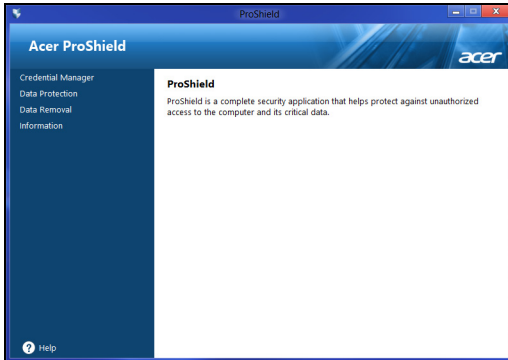 ProShield
Acer ProShield
acer
Credential Manager
Data Protection
Data Removal
Information
ProShield
ProShield is a complete security application that helps protect against unauthorized
access to the computer and its critical data.
? Help